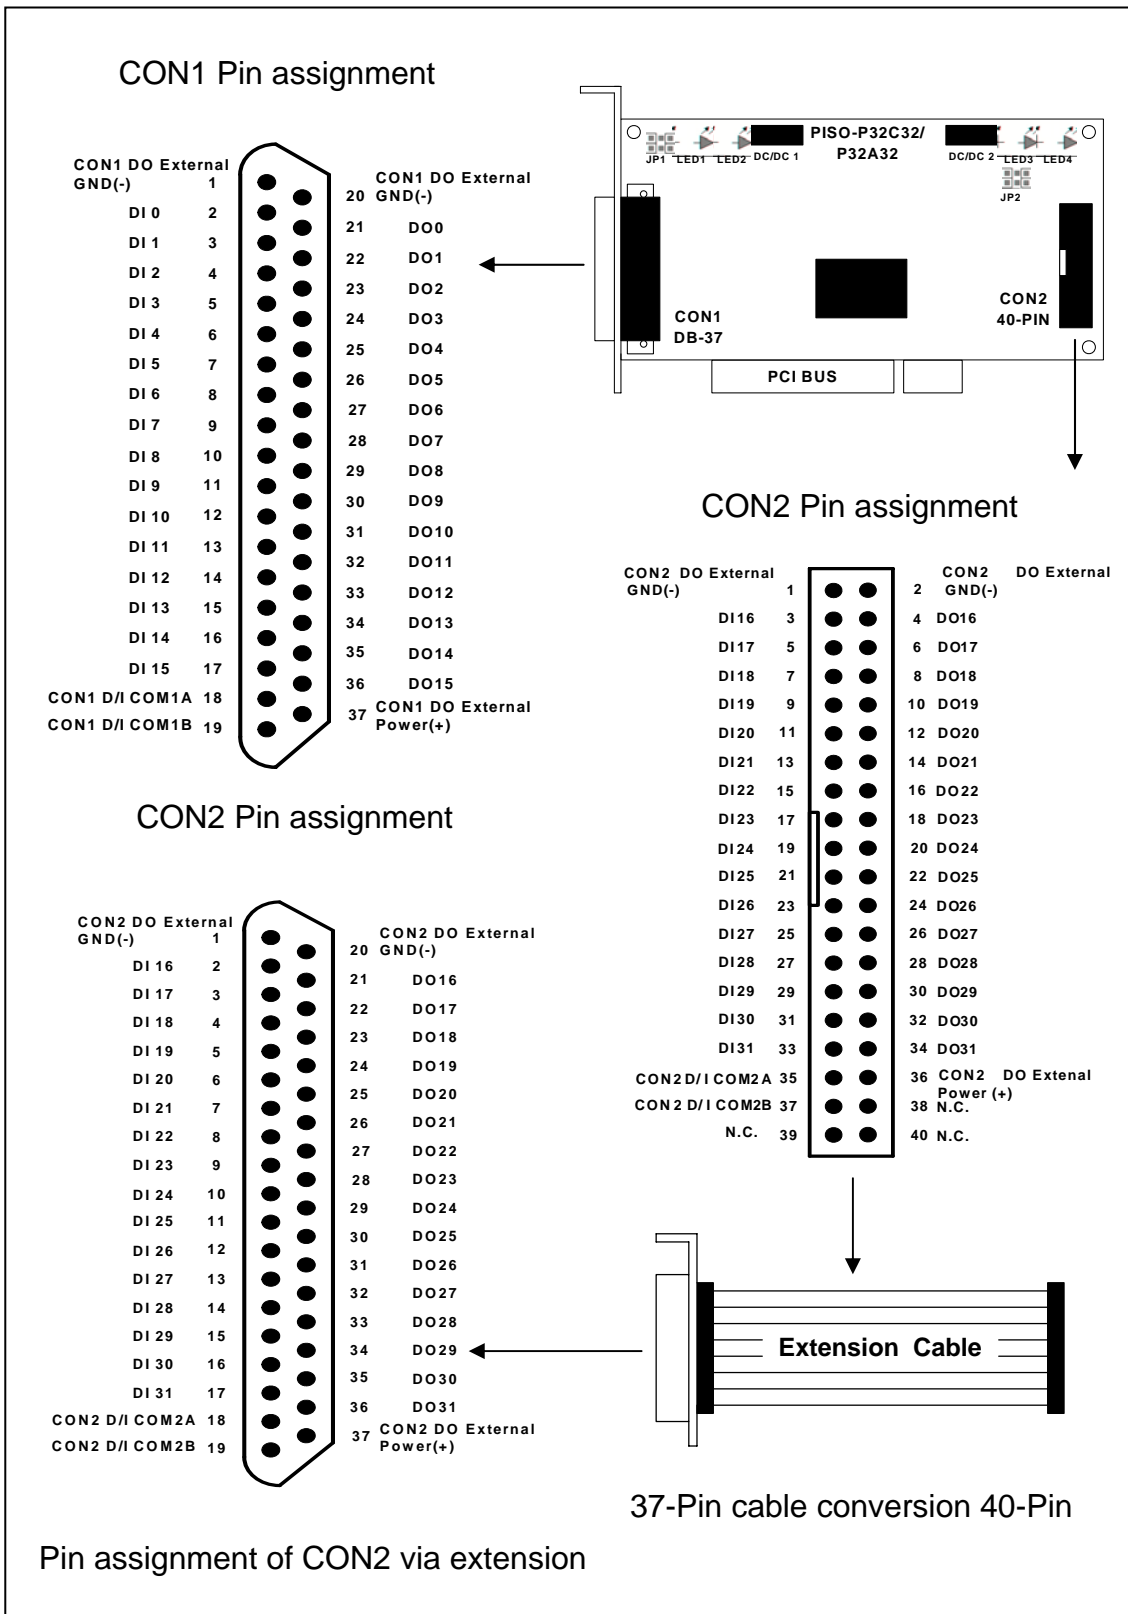 CON1 Pin assignment
CON1 DO External
GND(-) 1
20 CON1 DO External
GND(-)
DI 0 2
21 DO0
DI 1 3
22 DO1
DI 2 4
23 DO2
DI 3 5
24 DO3
DI 4 6
25 DO4
DI 5 7
26 DO5
DI 6 8
27 DO6
DI 7 9
28 DO7
DI 8 10
29 DO8
DI 9 11
30 DO9
DI 10 12
31 DO10
DI 11 13
32 DO11
DI 12 14
33 DO12
DI 13 15
34 DO13
DI 14 16
35 DO14
DI 15 17
36 DO15
CON1 D/I COM1A 18
37 CON1 DO External
Power(+)
CON1 D/I COM1B 19
PISO-P32C32/
P32A32
JP1 LED1 LED2 DC/DC 1 DC/DC 2 LED3 LED4
JP2
CON1
DB-37
CON2
40-PIN
PCI BUS
CON2 Pin assignment
CON2 DO External
GND(-) 1
2 CON2 DO External
GND(-)
DI16 3 4 DO16
DI17 5 6 DO17
DI18 7 8 DO18
DI19 9 10 DO19
DI20 11 12 DO20
DI21 13 14 DO21
DI22 15 16 DO22
DI23 17 18 DO23
DI24 19 20 DO24
DI25 21 22 DO25
DI26 23 24 DO26
DI27 25 26 DO27
DI28 27 28 DO28
DI29 29 30 DO29
DI30 31 32 DO30
DI31 33 34 DO31
CON2 D/I COM2A 35 36 CON2 DO Extenal
Power (+)
CON2 D/I COM2B 37 38 N.C.
N.C. 39 40 N.C.
CON2 Pin assignment
CON2 DO External
GND(-) 1
20 CON2 DO External
GND(-)
DI 16 2
21 DO16
DI 17 3
22 DO17
DI 18 4
23 DO18
DI 19 5
24 DO19
DI 20 6
25 DO20
DI 21 7
26 DO21
DI 22 8
27 DO22
DI 23 9
28 DO23
DI 24 10
29 DO24
DI 25 11
30 DO25
DI 26 12
31 DO26
DI 27 13
32 DO27
DI 28 14
33 DO28
DI 29 15
34 DO29
DI 30 16
35 DO30
DI 31 17
36 DO31
CON2 D/I COM2A 18
37 CON2 DO External
Power(+)
CON2 D/I COM2B 19
Extension Cable
37-Pin cable conversion 40-Pin
Pin assignment of CON2 via extension